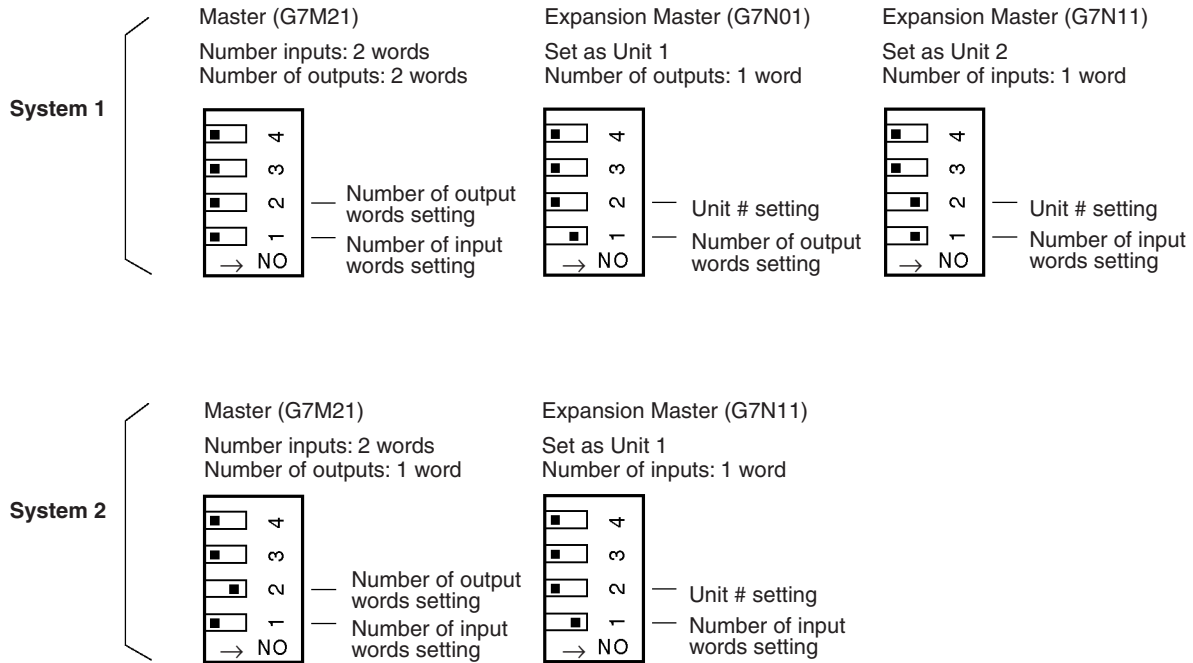 System 1
Master (G7M21)
Number inputs: 2 words
Number of outputs: 2 words
4
3
2
1
→ NO
Number of output
words setting
Number of input
words setting
Expansion Master (G7N01)
Set as Unit 1
Number of outputs: 1 word
4
3
2
1
→ NO
Unit # setting
Number of output
words setting
Expansion Master (G7N11)
Set as Unit 2
Number of inputs: 1 word
4
3
2
1
→ NO
Unit # setting
Number of input
words setting
System 2
Master (G7M21)
Number inputs: 2 words
Number of outputs: 1 word
4
3
2
1
→ NO
Number of output
words setting
Number of input
words setting
Expansion Master (G7N11)
Set as Unit 1
Number of inputs: 1 word
4
3
2
1
→ NO
Unit # setting
Number of input
words setting